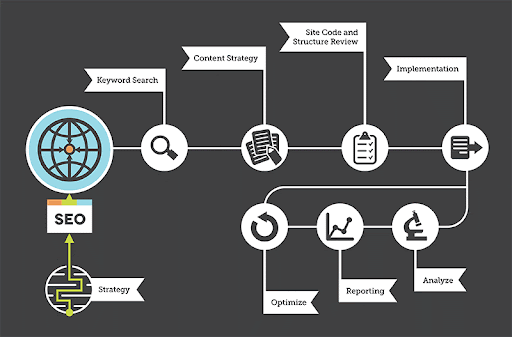 Site Code and
Structure Review
Content Strategy
Implementation
Keyword Search
SEO
Strategy
Optimize
Reporting
Analyze